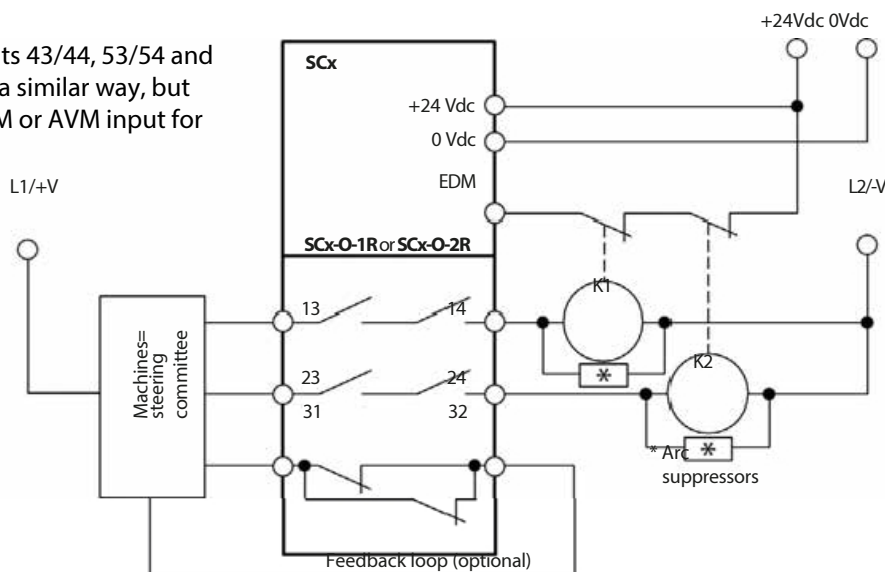 +24Vdc 0Vdc
ts 43/44, 53/54 and
a similar way, but
M or AVM input for
SCx
+24 Vdc
0 Vdc
EDM
L1/+V
L2/-V
SCx-O-1R or SCx-O-2R
K1
13
14
Machines=
steering
committee
K2
23
24
31
32
* Arc
suppressors
*
*
Feedback loop (optional)